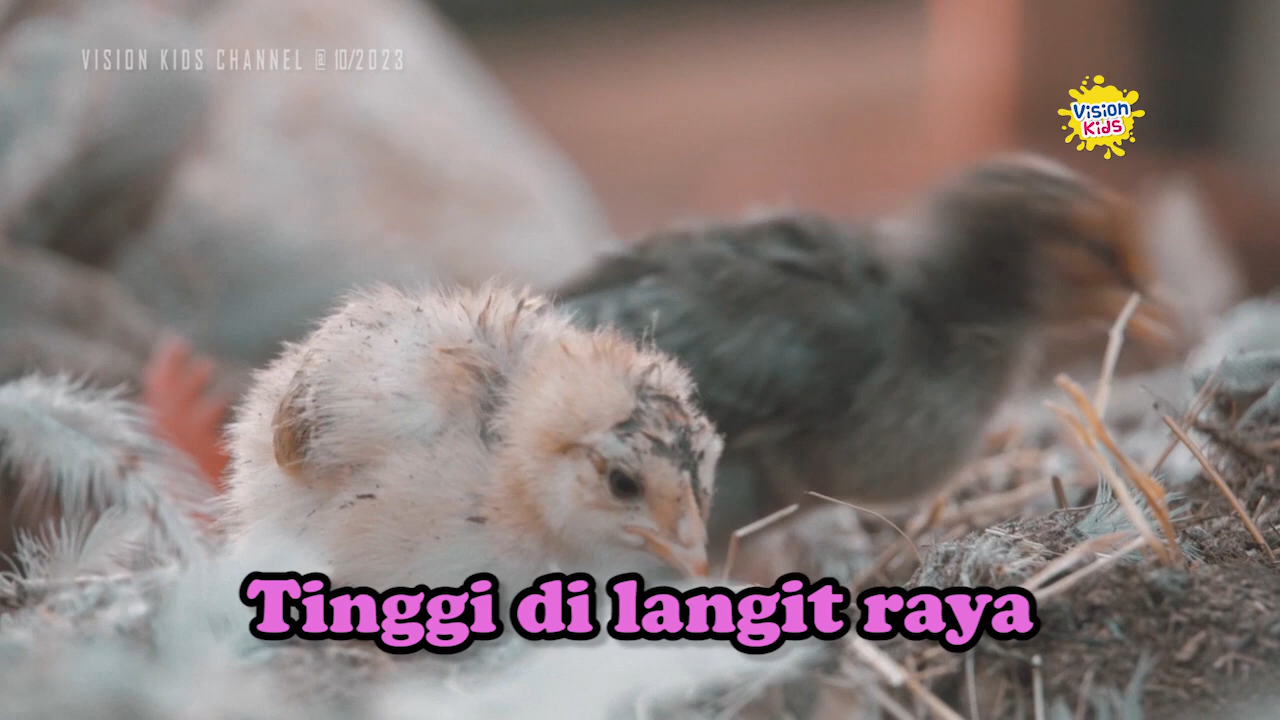 VISION KIDS CHANNEL @ 10/2023
Vision
Kids
Tinggi di langit raya